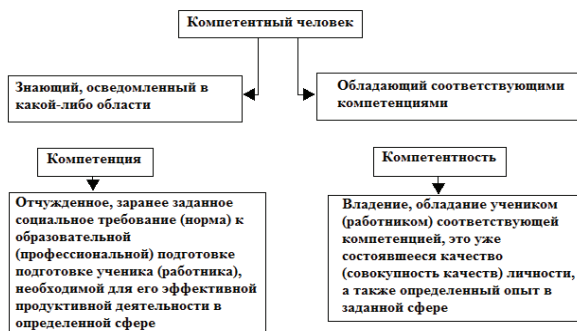 Компетентный человек
Знающий, осведомленный в
какой-либо области
Обладающий соответствующими
компетенциями
Компетенция
Компетентность
Отчужденное, заранее заданное
социальное требование (норма) к
образовательной
(профессиональной) подготовке
подготовке ученика (работника),
необходимой для его эффективной
продуктивной деятельности в
определенной сфере
Владение, обладание учеником
(работником) соответствующей
компетенцией, это уже
состоявшееся качество
(совокупность качеств) личности,
а также определенный опыт в
заданной сфере